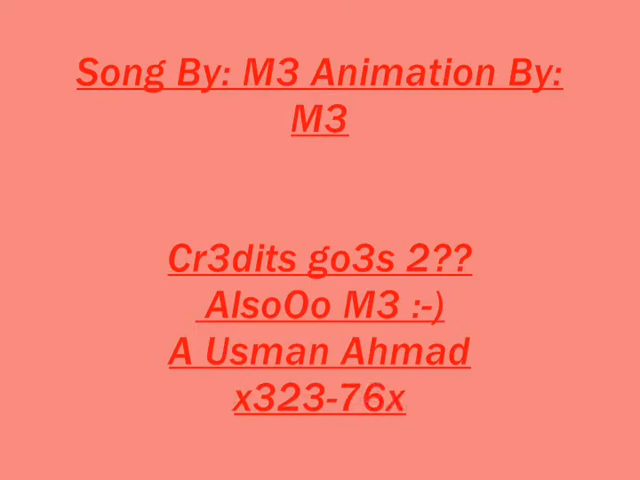 Song By: M3 Animation By:
M3
Cr3dits go3s 2??
AlsoOo M3 :-)
A Usman Ahmad
x323-76x